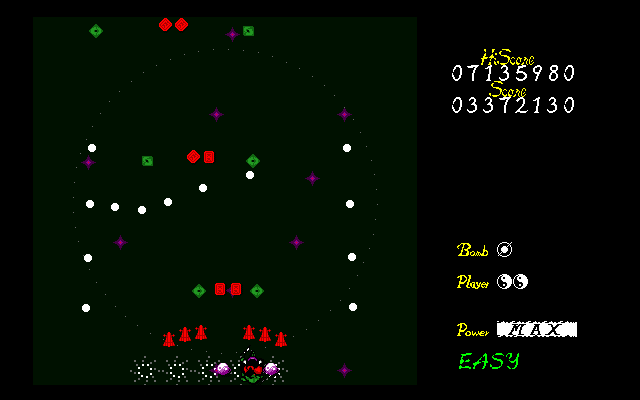 HiScore
07135980
Score
03372130
Bomb
Player
Power MAX
EASY